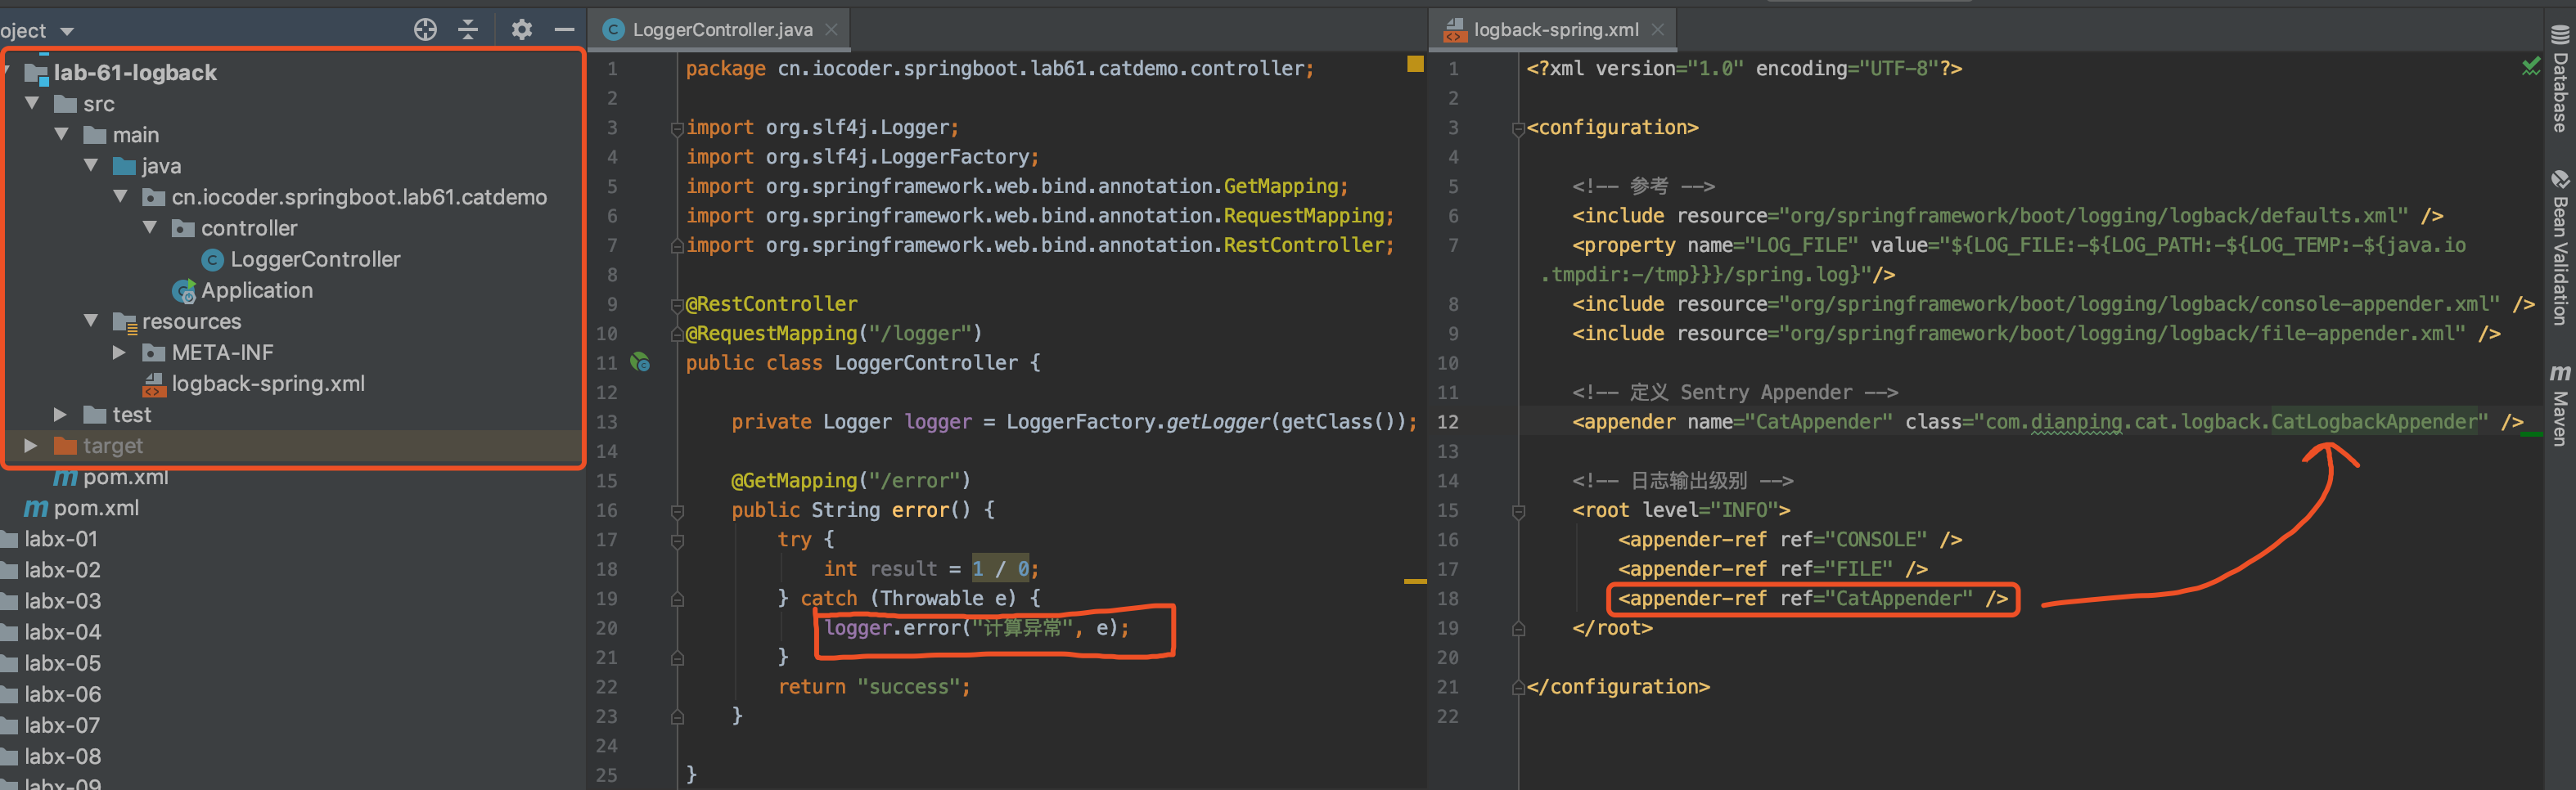 oject
lab-61-logback
src
main
java
cn.iocoder.springboot.lab61.catdemo
controller
LoggerController
Application
resources
META-INF
logback-spring.xml
test
target
pom.xml
pom.xml
labx-01
labx-02
labx-03
labx-04
labx-05
labx-06
labx-07
labx-08
labx-09
LoggerController.java
1 package cn.iocoder.springboot.lab61.catdemo.controller;
2
3 import org.slf4j.Logger;
4 import org.slf4j.LoggerFactory;
5 import org.springframework.web.bind.annotation.GetMapping;
6 import org.springframework.web.bind.annotation.RequestMapping;
7 import org.springframework.web.bind.annotation.RestController;
8
9 @RestController
10 @RequestMapping("/logger")
11 public class LoggerController {
12
13 private Logger logger = LoggerFactory.getLogger(getClass());
14
15 @GetMapping("/error")
16 public String error() {
17 try {
18 int result = 1 / 0;
19 } catch (Throwable e) {
20 logger.error("计算异常", e);
21 }
22 return "success";
23 }
24
25 }
logback-spring.xml
1 <?xml version="1.0" encoding="UTF-8"?>
2
3 <configuration>
4
5 <!-- 参考 -->
6 <include resource="org/springframework/boot/logging/logback/defaults.xml" />
7 <property name="LOG_FILE" value="${LOG_FILE:-${LOG_PATH:-${LOG_TEMP:-${java.io
.tmpdir:-/tmp}}}/spring.log}"/>
8 <include resource="org/springframework/boot/logging/logback/console-appender.xml" />
9 <include resource="org/springframework/boot/logging/logback/file-appender.xml" />
10
11 <!-- 定义 Sentry Appender -->
12 <appender name="CatAppender" class="com.dianping.cat.logback.CatLogbackAppender" />
13
14 <!-- 日志输出级别 -->
15 <root level="INFO">
16 <appender-ref ref="CONSOLE" />
17 <appender-ref ref="FILE" />
18 <appender-ref ref="CatAppender" />
19 </root>
20
21 </configuration>
22
Database
Bean Validation
Maven